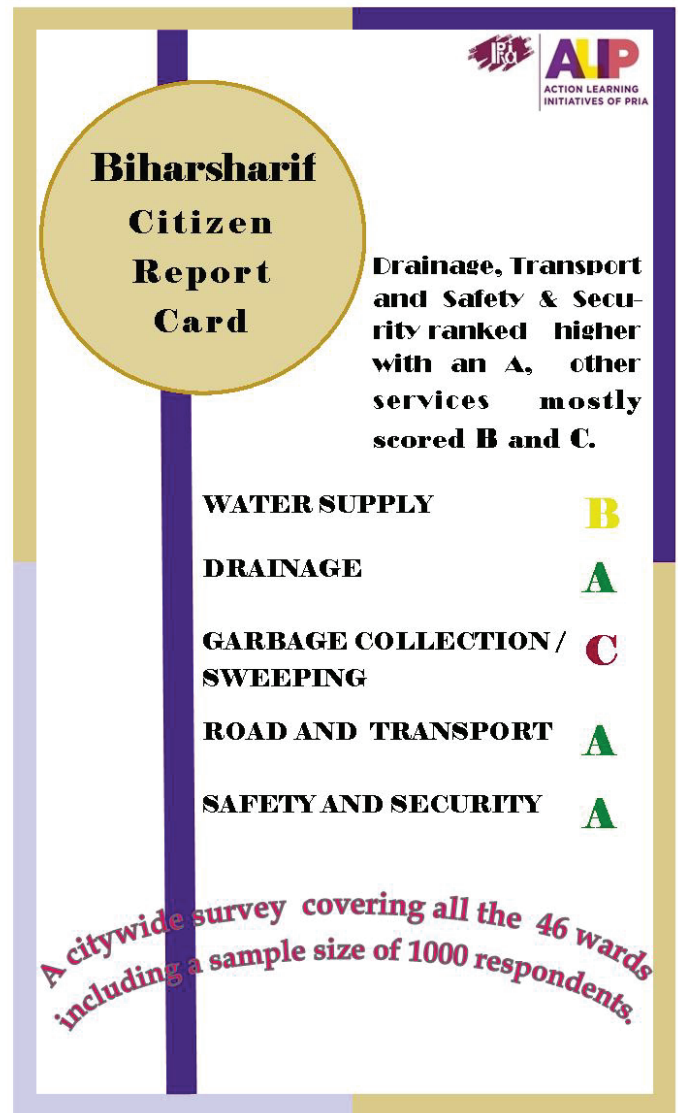 PRIA
ALIP
ACTION LEARNING
INITIATIVES OF PRIA
Biharsharif
Citizen
Report
Card
Drainage, Transport
and Safety & Secu-
rity ranked higher
with an A, other
services mostly
scored B and C.
WATER SUPPLY B
DRAINAGE A
GARBAGE COLLECTION / C
SWEEPING
ROAD AND TRANSPORT A
SAFETY AND SECURITY A
A citywide survey covering all the 46 wards
including a sample size of 1000 respondents.